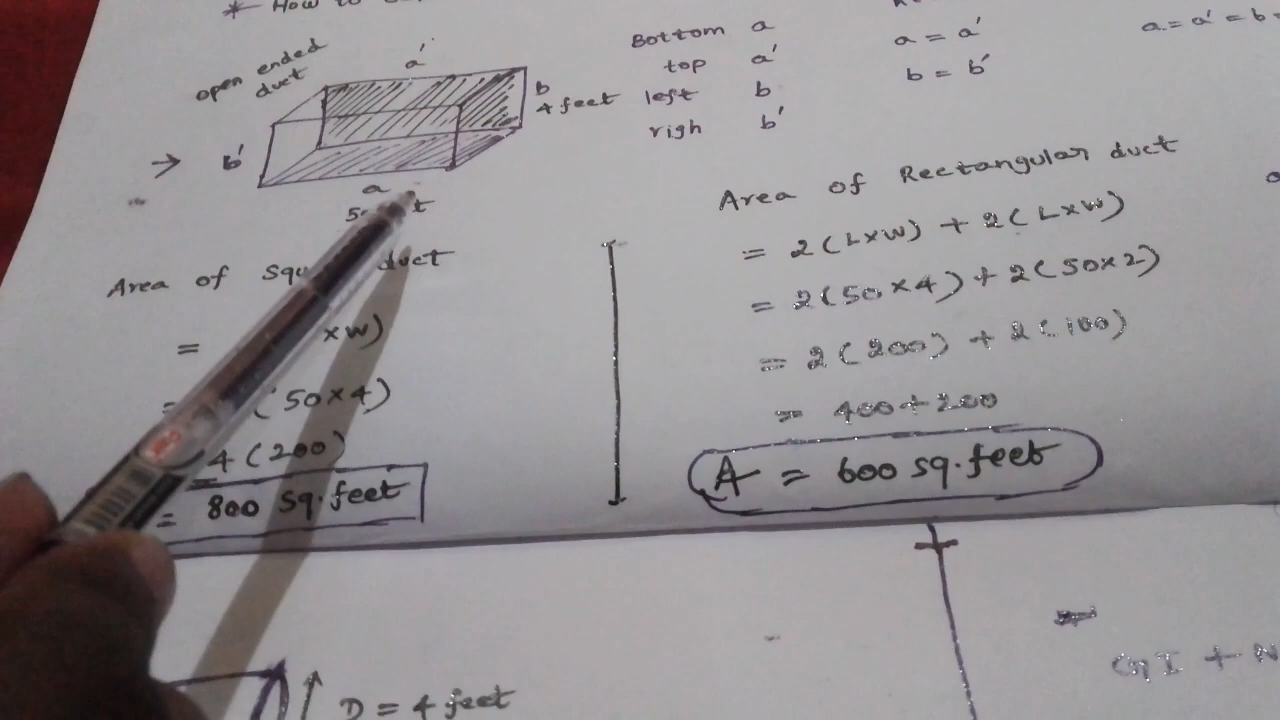 * How to
open ended
duct
a'
b
4 feet
b'
a
Bottom a
top a'
left b
righ b'
a = a'
b = b'
a = a' = b =
Area of duct
= ×W)
(50×4)
4 (200)
= 800 sq.feet
Area of Rectangular duct
= 2(L×W) + 2(L×W)
= 2(50×4) + 2(50×2)
= 2(200) + 2(100)
= 400 + 200
A = 600 sq.feet
D = 4 feet
GI +